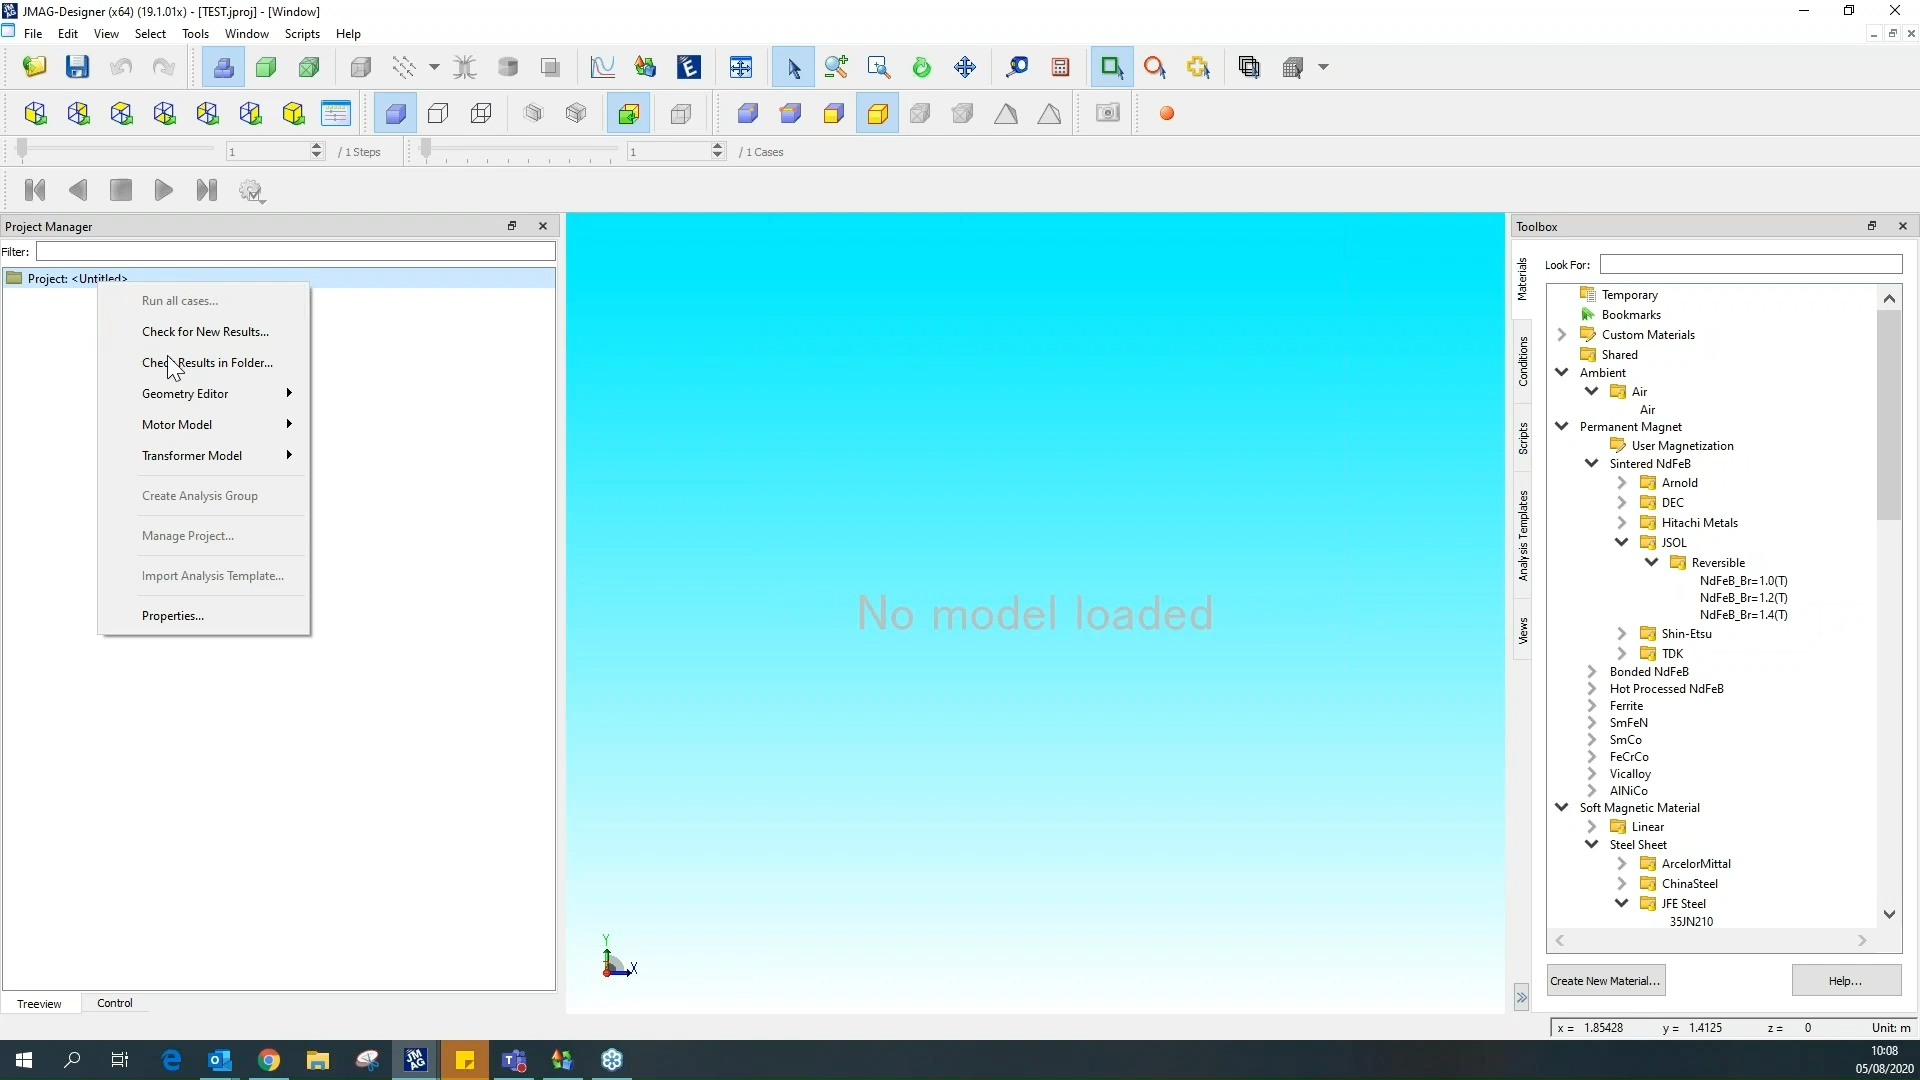 JMAG-Designer (x64) (19.1.01x) - [TEST.jproj] - [Window]
File Edit View Select Tools Window Scripts Help
1 / 1 Steps 1 / 1 Cases
Project Manager
Filter:
Project: <Untitled>
Run all cases...
Check for New Results...
Check Results in Folder...
Geometry Editor
Motor Model
Transformer Model
Create Analysis Group
Manage Project...
Import Analysis Template...
Properties...
Treeview Control
No model loaded
Y
X
Toolbox
Materials
Conditions
Scripts
Analysis Templates
Views
Look For:
Temporary
Bookmarks
Custom Materials
Shared
Ambient
Air
Air
Permanent Magnet
User Magnetization
Sintered NdFeB
Arnold
DEC
Hitachi Metals
JSOL
Reversible
NdFeB_Br=1.0(T)
NdFeB_Br=1.2(T)
NdFeB_Br=1.4(T)
Shin-Etsu
TDK
Bonded NdFeB
Hot Processed NdFeB
Ferrite
SmFeN
SmCo
FeCrCo
Vicalloy
AlNiCo
Soft Magnetic Material
Linear
Steel Sheet
ArcelorMittal
ChinaSteel
JFE Steel
35JN210
Create New Material... Help...
x = 1.85428 y = 1.4125 z = 0 Unit: m
10:08
05/08/2020